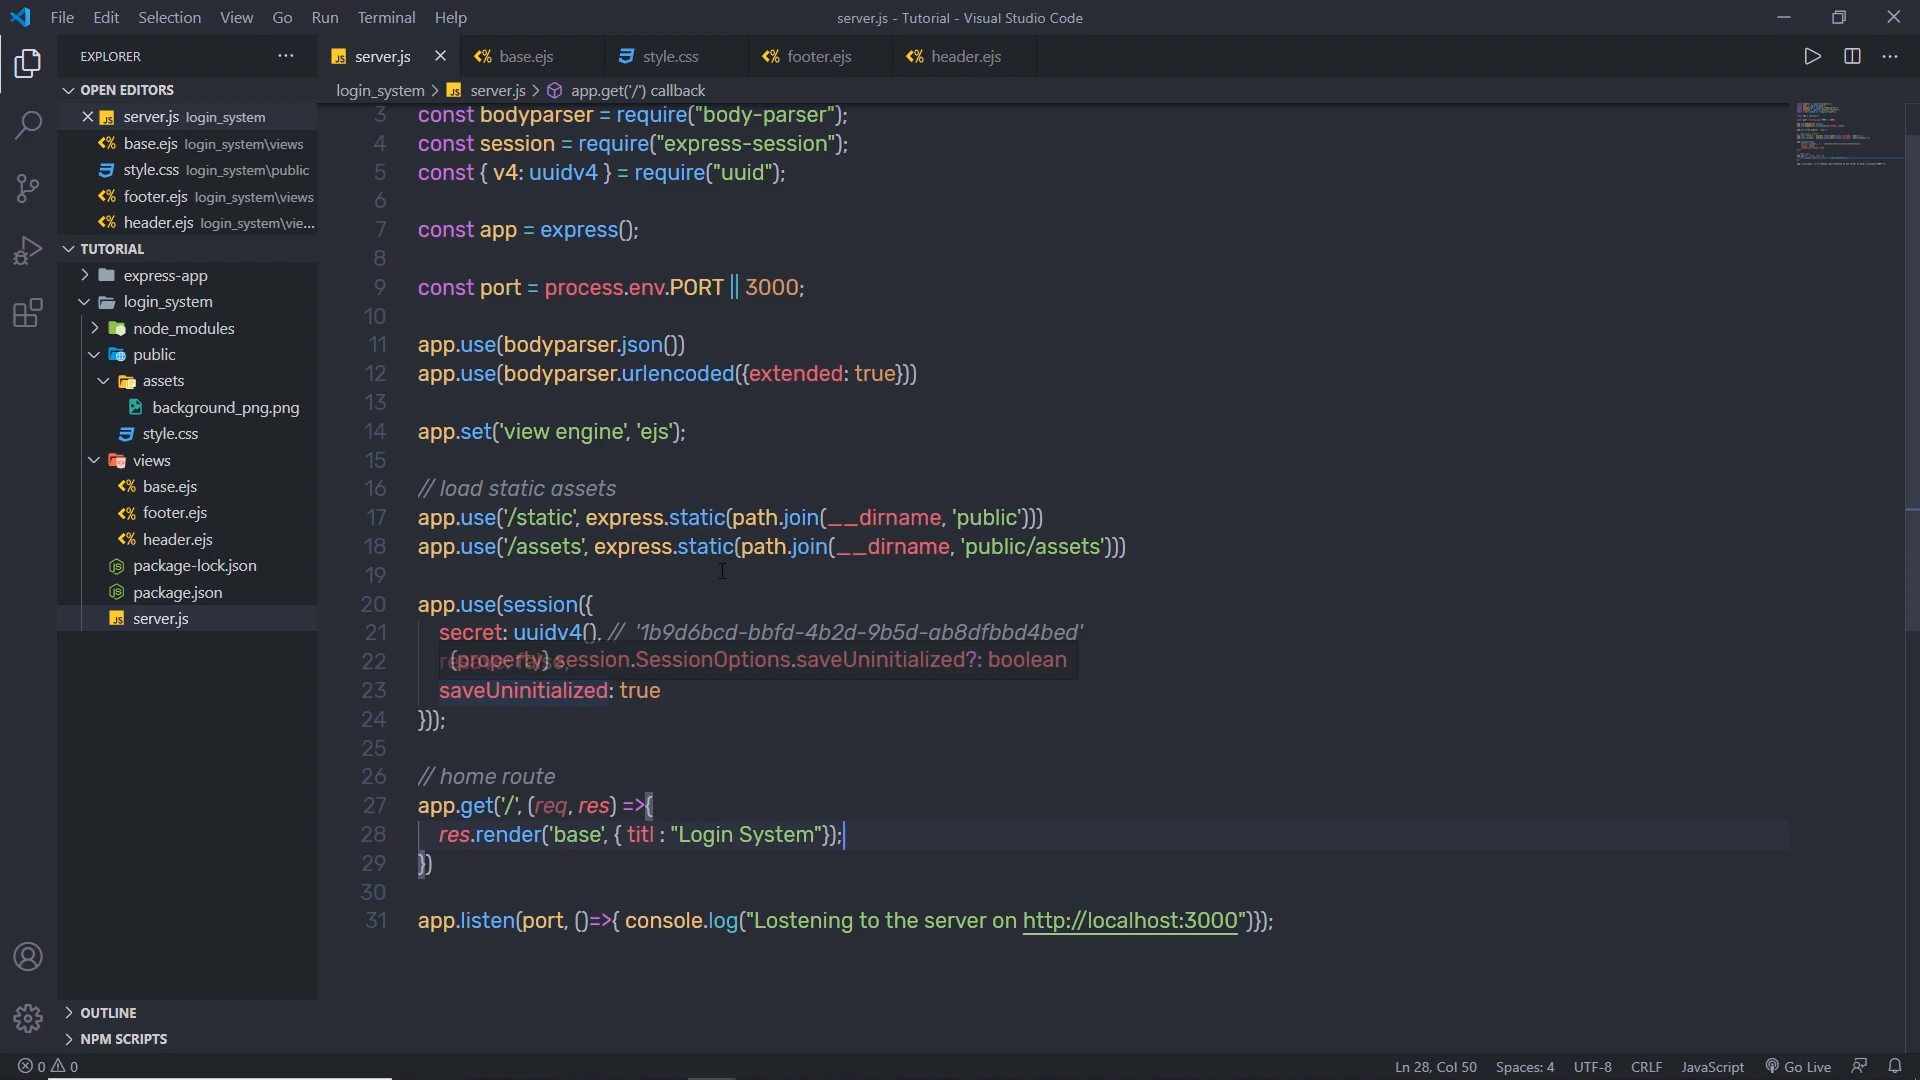 File Edit Selection View Go Run Terminal Help
server.js - Tutorial - Visual Studio Code
EXPLORER
server.js
base.ejs
style.css
footer.ejs
header.ejs
OPEN EDITORS
login_system > server.js > app.get('/') callback
server.js login_system
base.ejs login_system\views
style.css login_system\public
footer.ejs login_system\views
header.ejs login_system\vie...
TUTORIAL
express-app
login_system
node_modules
public
assets
background_png.png
style.css
views
base.ejs
footer.ejs
header.ejs
package-lock.json
package.json
server.js
OUTLINE
NPM SCRIPTS
3 const bodyparser = require("body-parser");
4 const session = require("express-session");
5 const { v4: uuidv4 } = require("uuid");
6
7 const app = express();
8
9 const port = process.env.PORT || 3000;
10
11 app.use(bodyparser.json())
12 app.use(bodyparser.urlencoded({extended: true}))
13
14 app.set('view engine', 'ejs');
15
16 // load static assets
17 app.use('/static', express.static(path.join(__dirname, 'public')))
18 app.use('/assets', express.static(path.join(__dirname, 'public/assets')))
19
20 app.use(session({
21 secret: uuidv4(), // '1b9d6bcd-bbfd-4b2d-9b5d-ab8dfbbd4bed'
22 (property) session.SessionOptions.saveUninitialized?: boolean
23 saveUninitialized: true
24 }));
25
26 // home route
27 app.get('/', (req, res) =>{
28 res.render('base', { titl : "Login System"});
29 })
30
31 app.listen(port, ()=>{ console.log("Lostening to the server on http://localhost:3000")});
0 0
Ln 28, Col 50 Spaces: 4 UTF-8 CRLF JavaScript Go Live